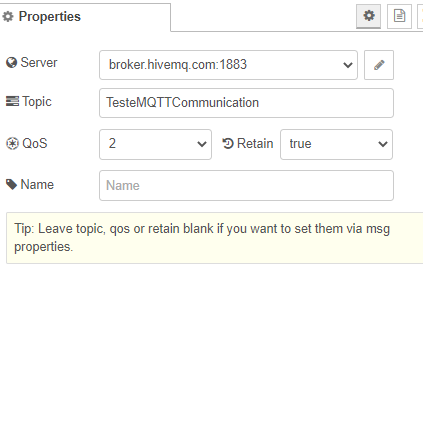 Properties
Server
broker.hivemq.com:1883
Topic
TesteMQTTCommunication
QoS
2
Retain
true
Name
Name
Tip: Leave topic, qos or retain blank if you want to set them via msg
properties.